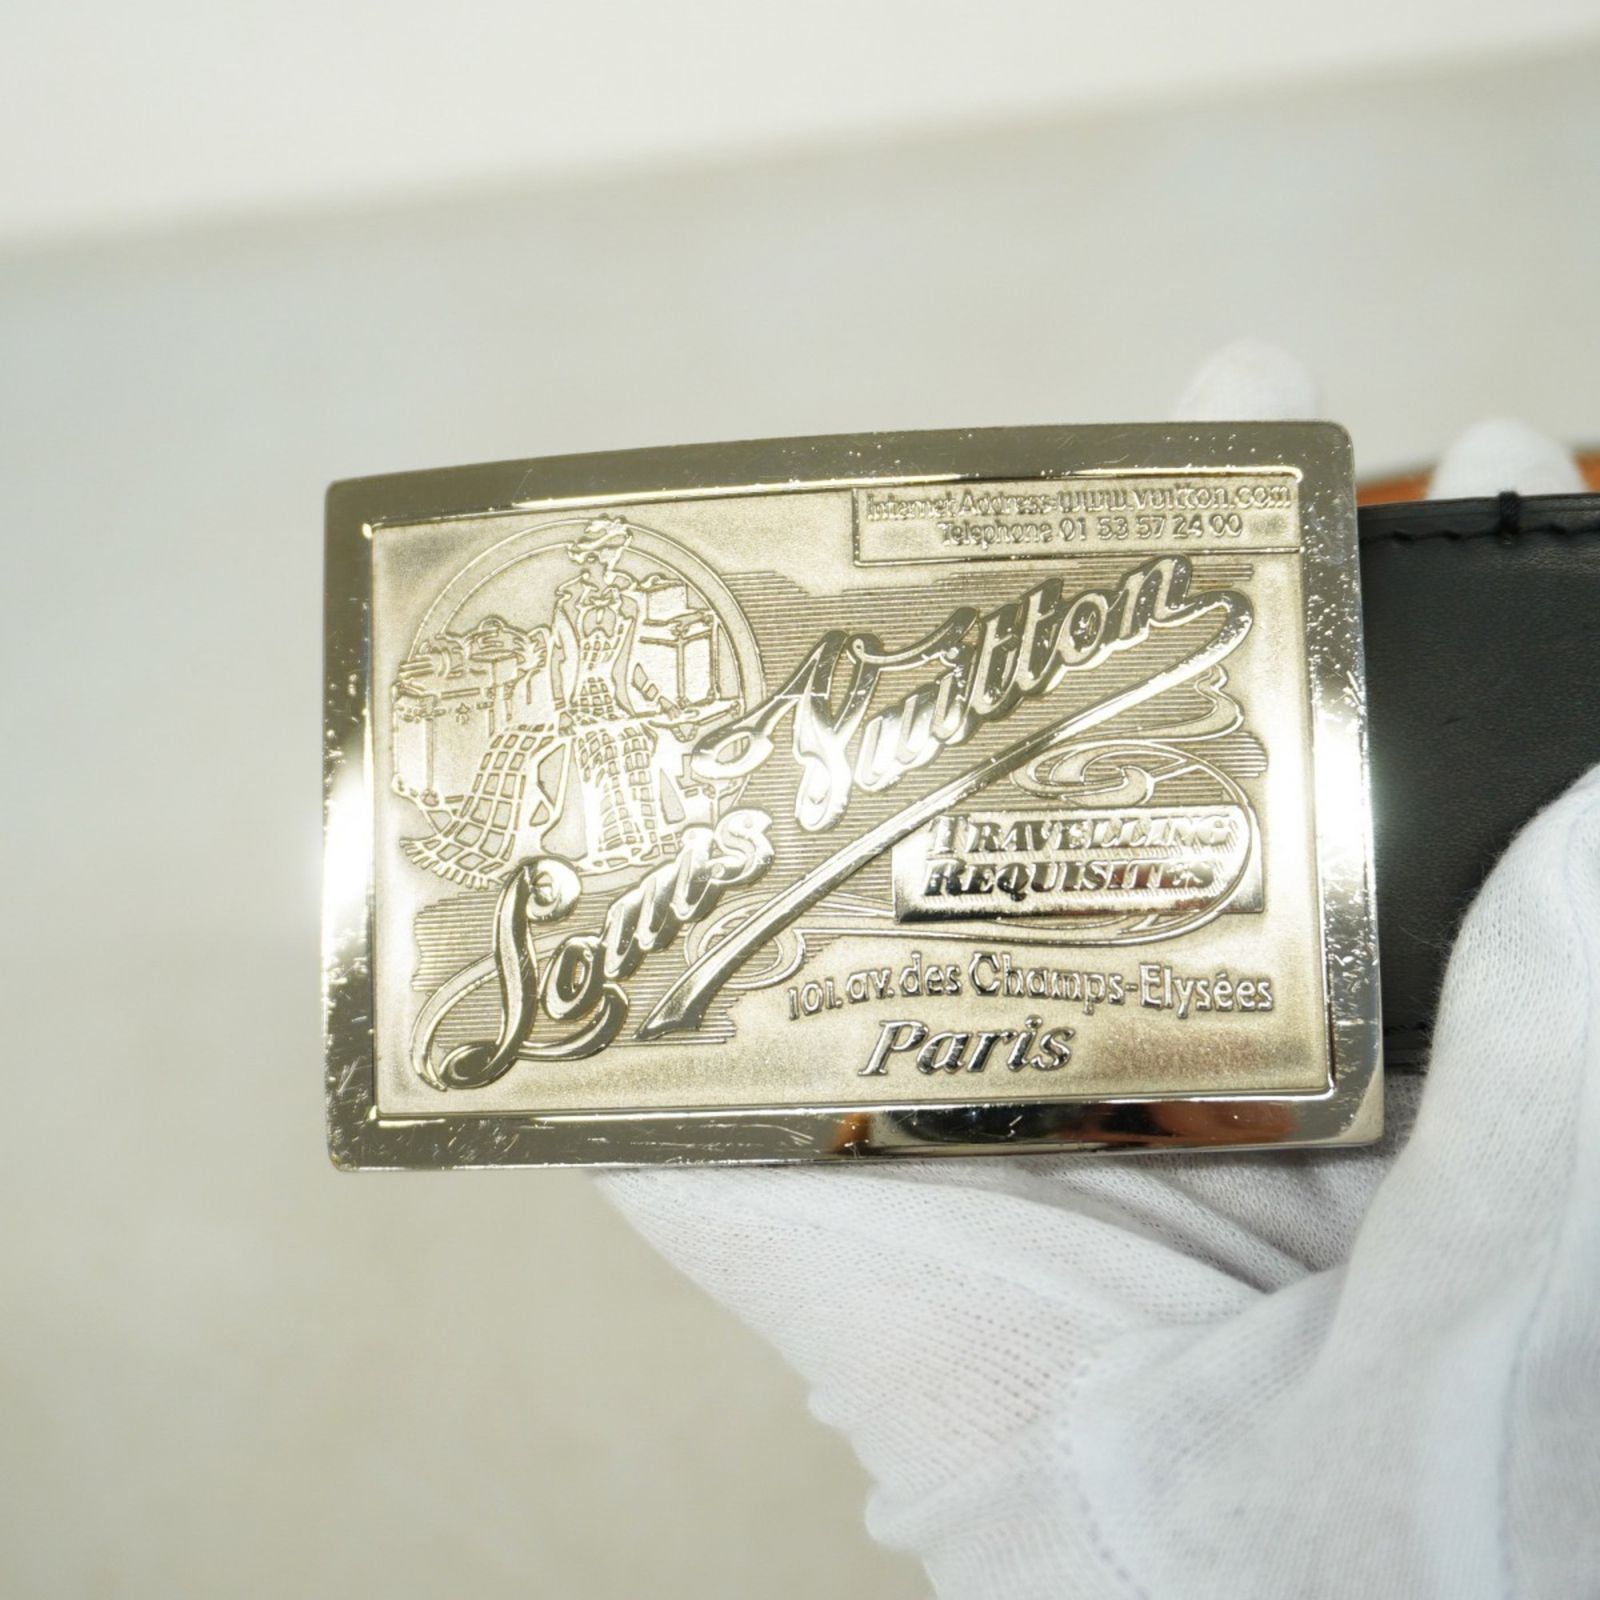 Internet Address-www.vuitton.com
Telephone 01 53 57 24 00
Louis Vuitton
TRAVELLING
REQUISITES
101. av. des Champs-Elysées
Paris